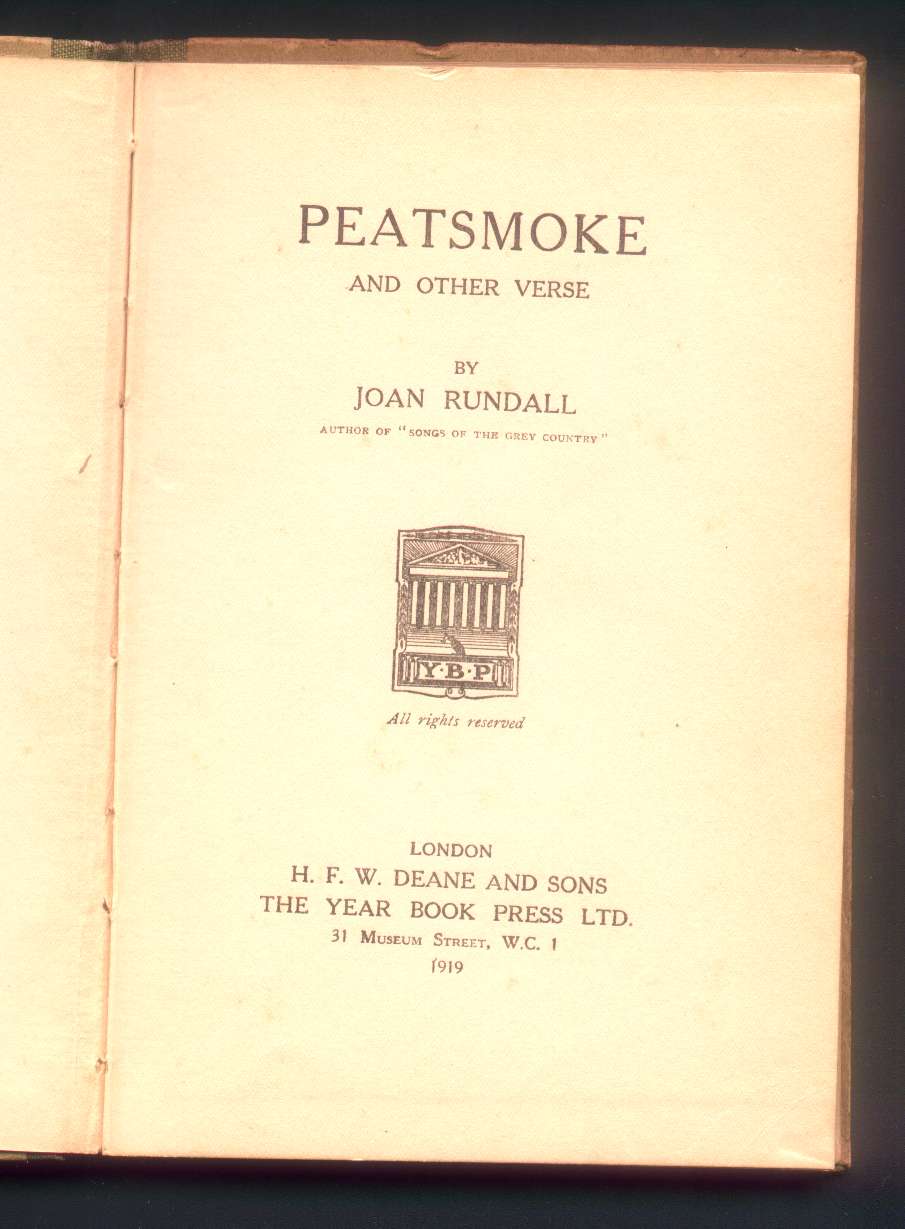 PEATSMOKE
AND OTHER VERSE
BY
JOAN RUNDALL
AUTHOR OF "SONGS OF THE GREY COUNTRY"
Y·B·P
All rights reserved
LONDON
H. F. W. DEANE AND SONS
THE YEAR BOOK PRESS LTD.
31 MUSEUM STREET, W.C. 1
1919